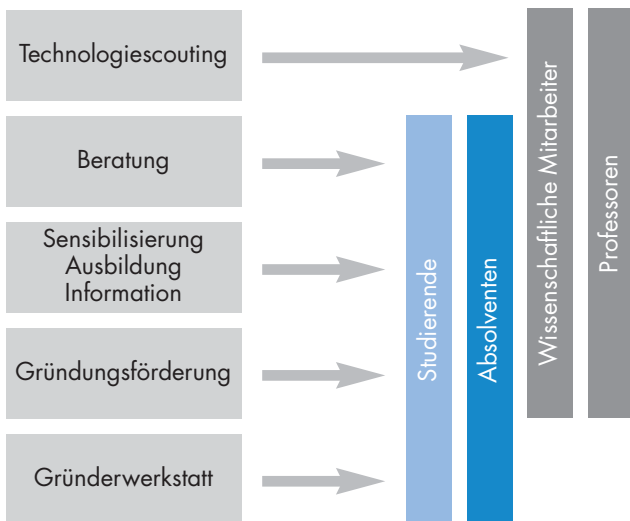 Technologiescouting
Beratung
Sensibilisierung
Ausbildung
Information
Gründungsförderung
Gründerwerkstatt
Studierende
Absolventen
Wissenschaftliche Mitarbeiter
Professoren